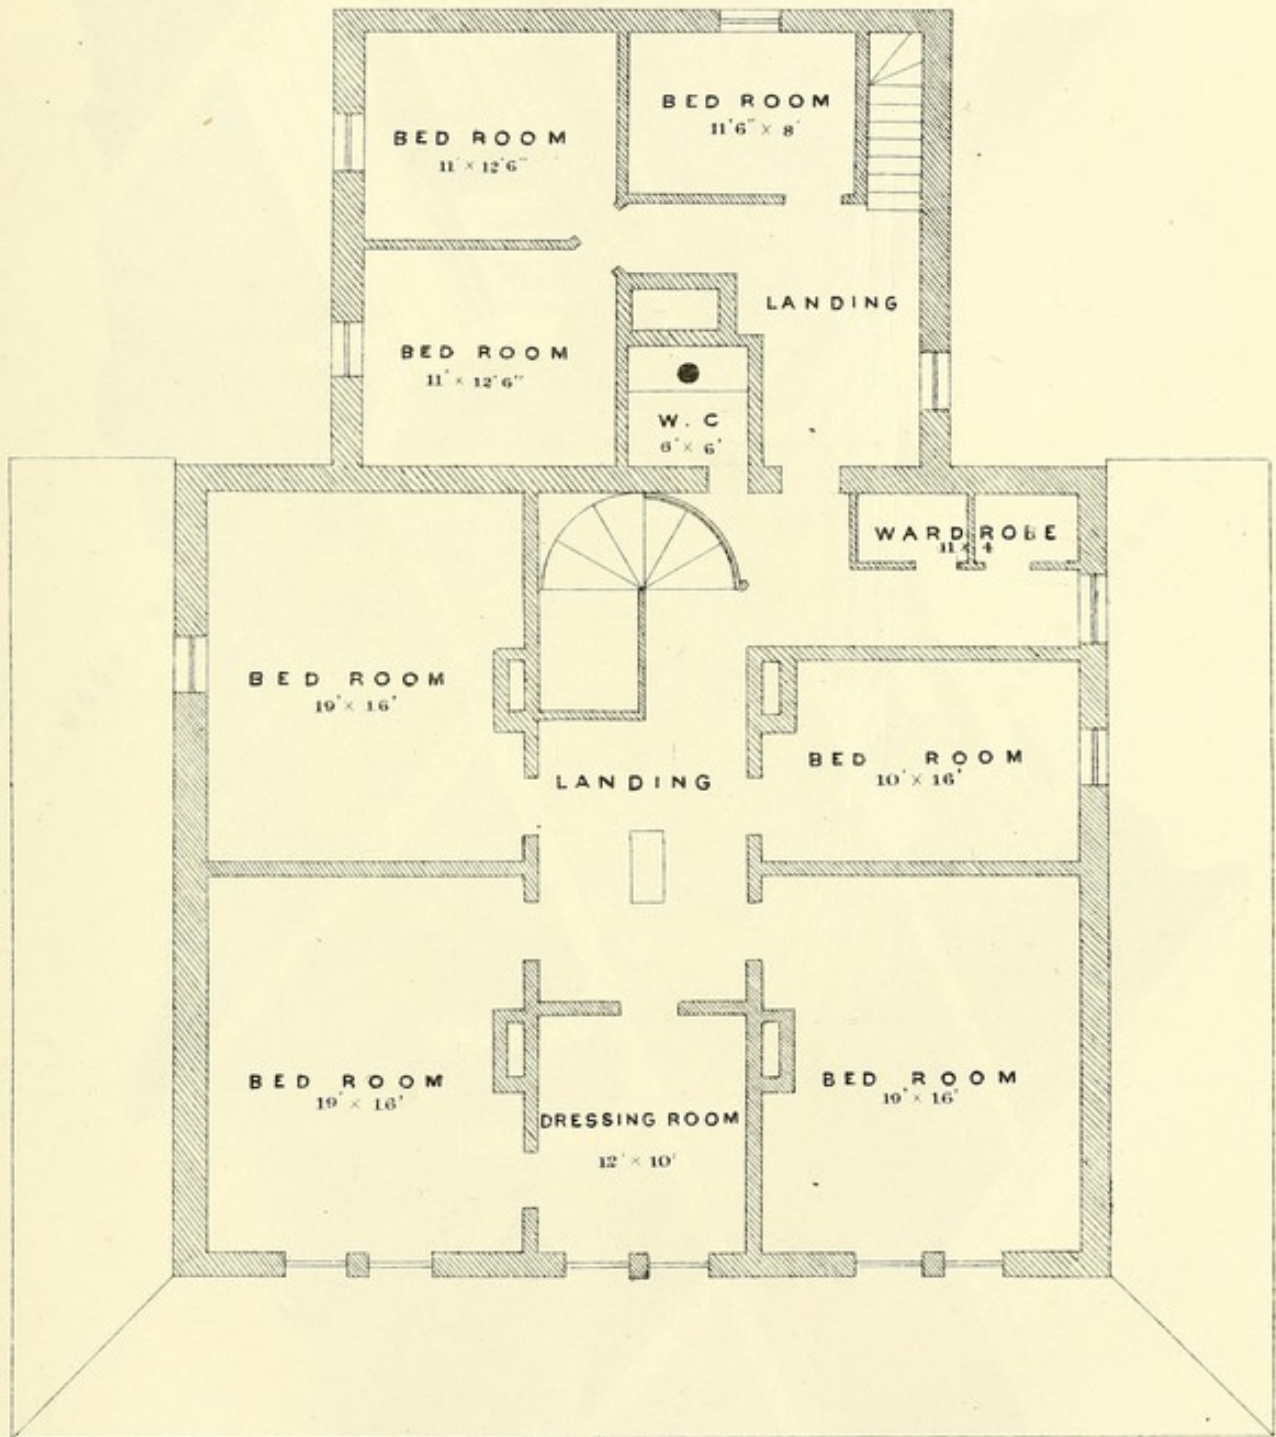 BED ROOM
11'6" × 8'
BED ROOM
11' × 12'6"
LANDING
BED ROOM
11' × 12'6"
W. C
6' × 6'
WARDROBE
11 × 4
BED ROOM
19' × 16'
BED ROOM
10' × 16'
LANDING
BED ROOM
19' × 16'
BED ROOM
19' × 16'
DRESSING ROOM
12' × 10'